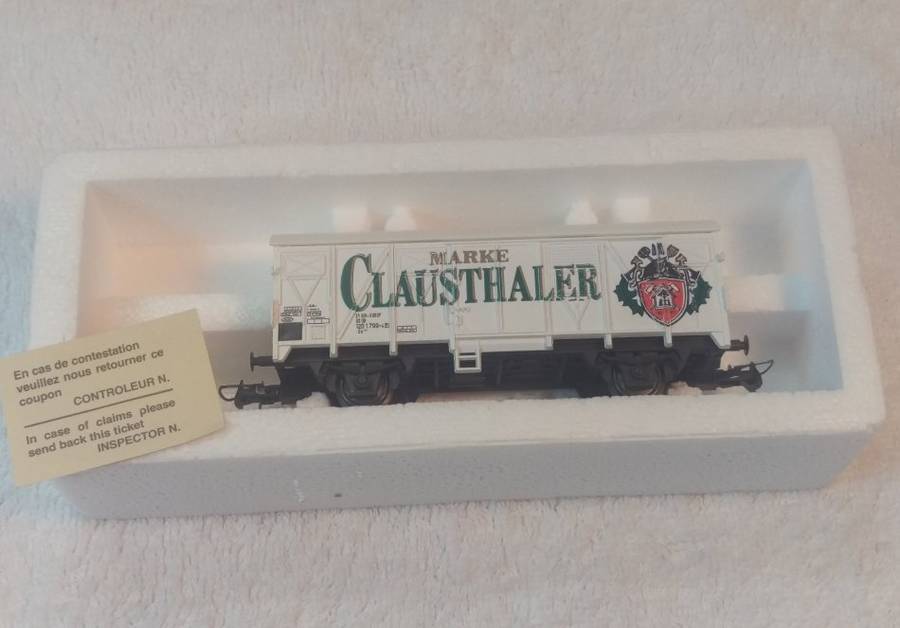 MARKE
CLAUSTHALER
En cas de contestation
veuillez nous retourner ce
coupon
CONTROLEUR N.
In case of claims please
send back this ticket
INSPECTOR N.